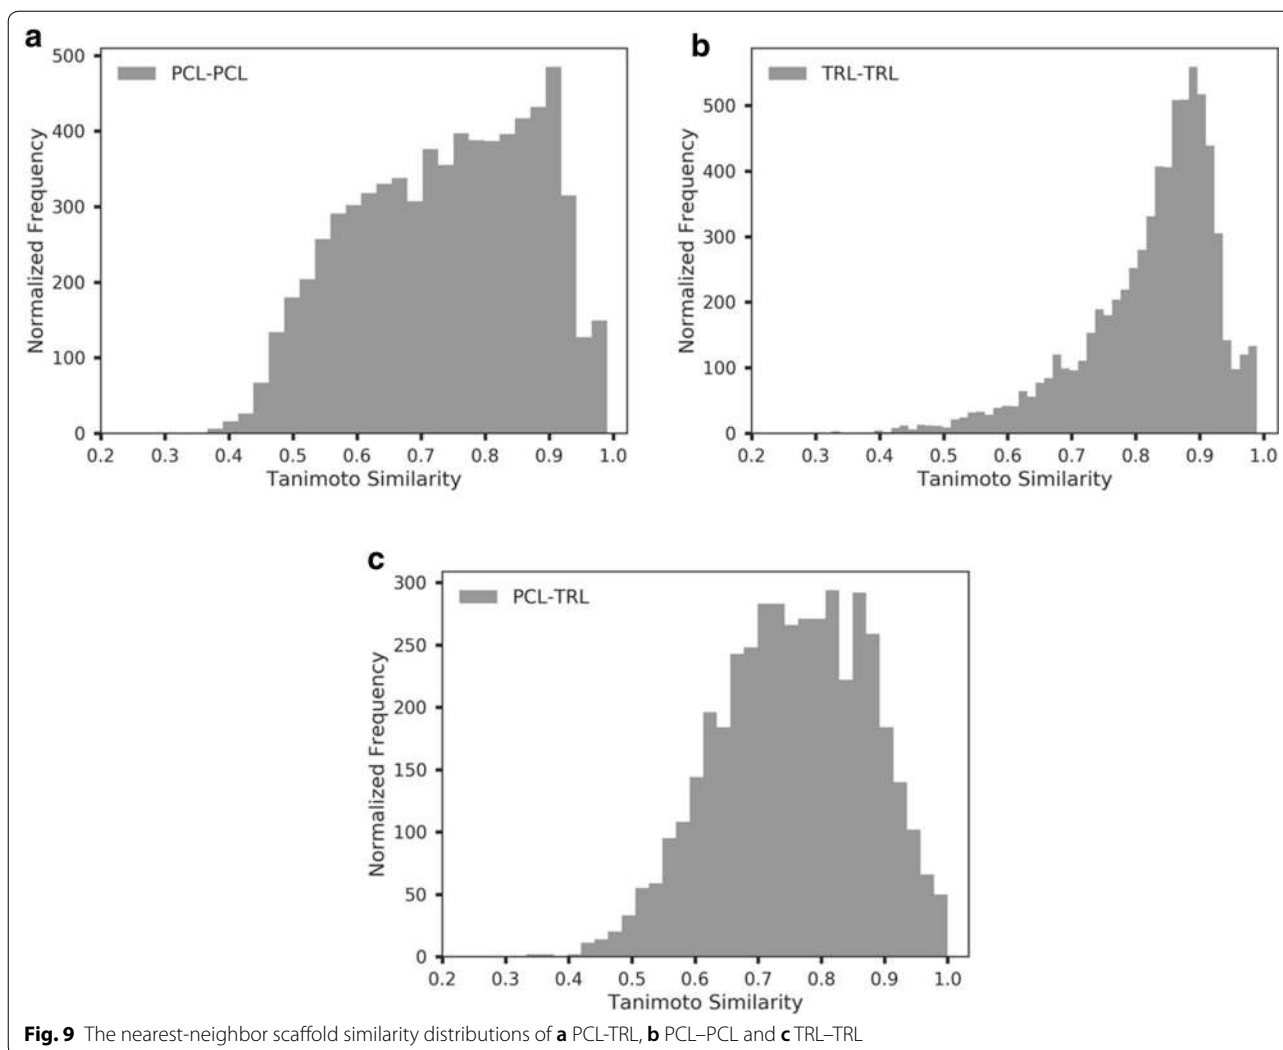 a
PCL-PCL
Normalized Frequency
500
400
300
200
100
0
0.2 0.3 0.4 0.5 0.6 0.7 0.8 0.9 1.0
Tanimoto Similarity
b
TRL-TRL
Normalized Frequency
500
400
300
200
100
0
0.2 0.3 0.4 0.5 0.6 0.7 0.8 0.9 1.0
Tanimoto Similarity
c
PCL-TRL
Normalized Frequency
300
250
200
150
100
50
0
0.2 0.3 0.4 0.5 0.6 0.7 0.8 0.9 1.0
Tanimoto Similarity
Fig. 9 The nearest-neighbor scaffold similarity distributions of a PCL-TRL, b PCL–PCL and c TRL–TRL